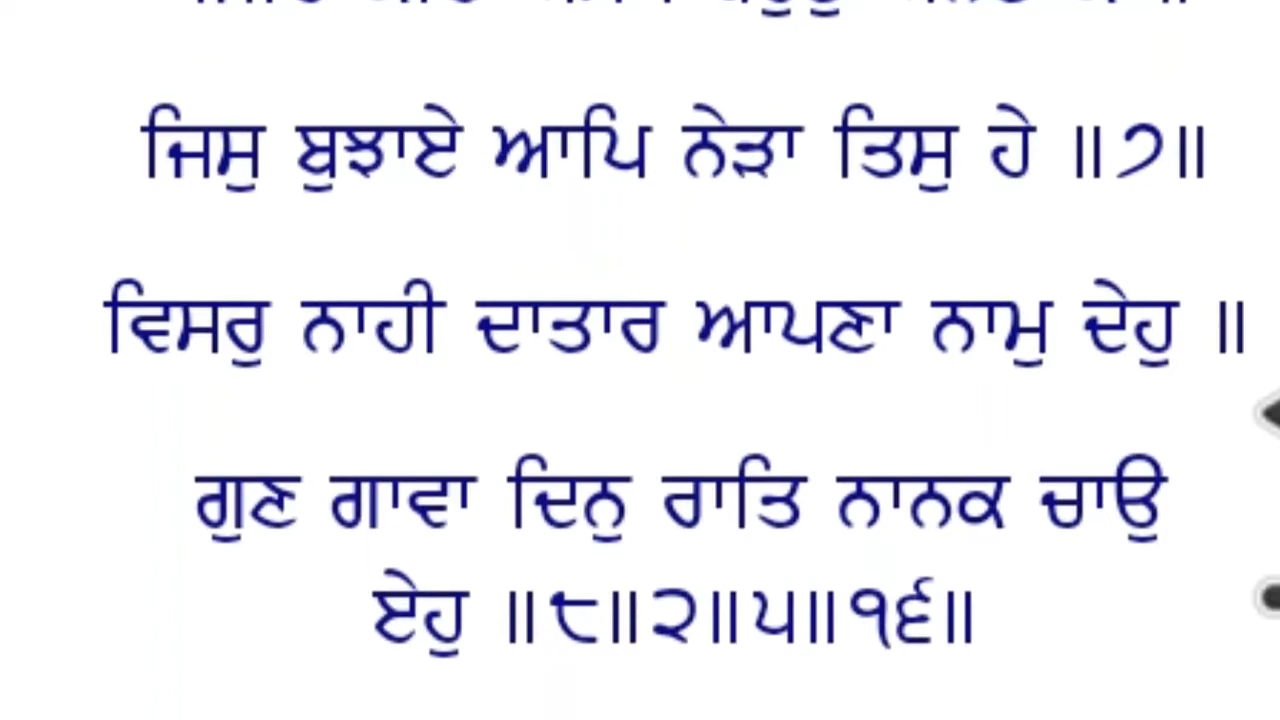 ਜਿਸੁ ਬੁਝਾਏ ਆਪਿ ਨੇੜਾ ਤਿਸੁ ਹੇ ॥੭॥
ਵਿਸਰੁ ਨਾਹੀ ਦਾਤਾਰ ਆਪਣਾ ਨਾਮੁ ਦੇਹੁ ॥
ਗੁਣ ਗਾਵਾ ਦਿਨੁ ਰਾਤਿ ਨਾਨਕ ਚਾਉ
ਏਹੁ ॥੮॥੨॥੫॥੧੬॥